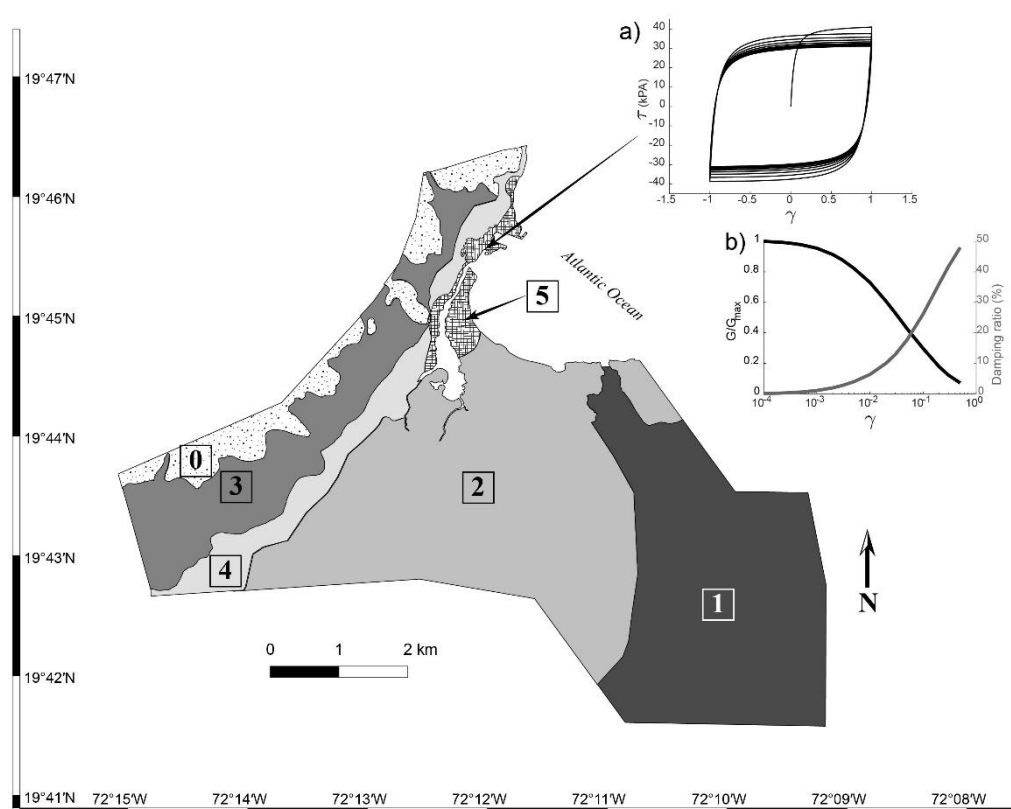 a)
40
30
20
10
0
-10
-20
-30
-40
τ (kPA)
-1.5
-1
-0.5
0
0.5
1
1.5
γ
b)
1
0.8
0.6
0.4
0.2
0
G/Gmax
50
40
30
20
10
0
Damping ratio (%)
10⁻⁴
10⁻³
10⁻²
10⁻¹
10⁰
γ
19°47'N
19°46'N
19°45'N
19°44'N
19°43'N
19°42'N
19°41'N
Atlantic Ocean
5
0
3
2
4
1
N
0 1 2 km
72°15'W 72°14'W 72°13'W 72°12'W 72°11'W 72°10'W 72°09'W 72°08'W